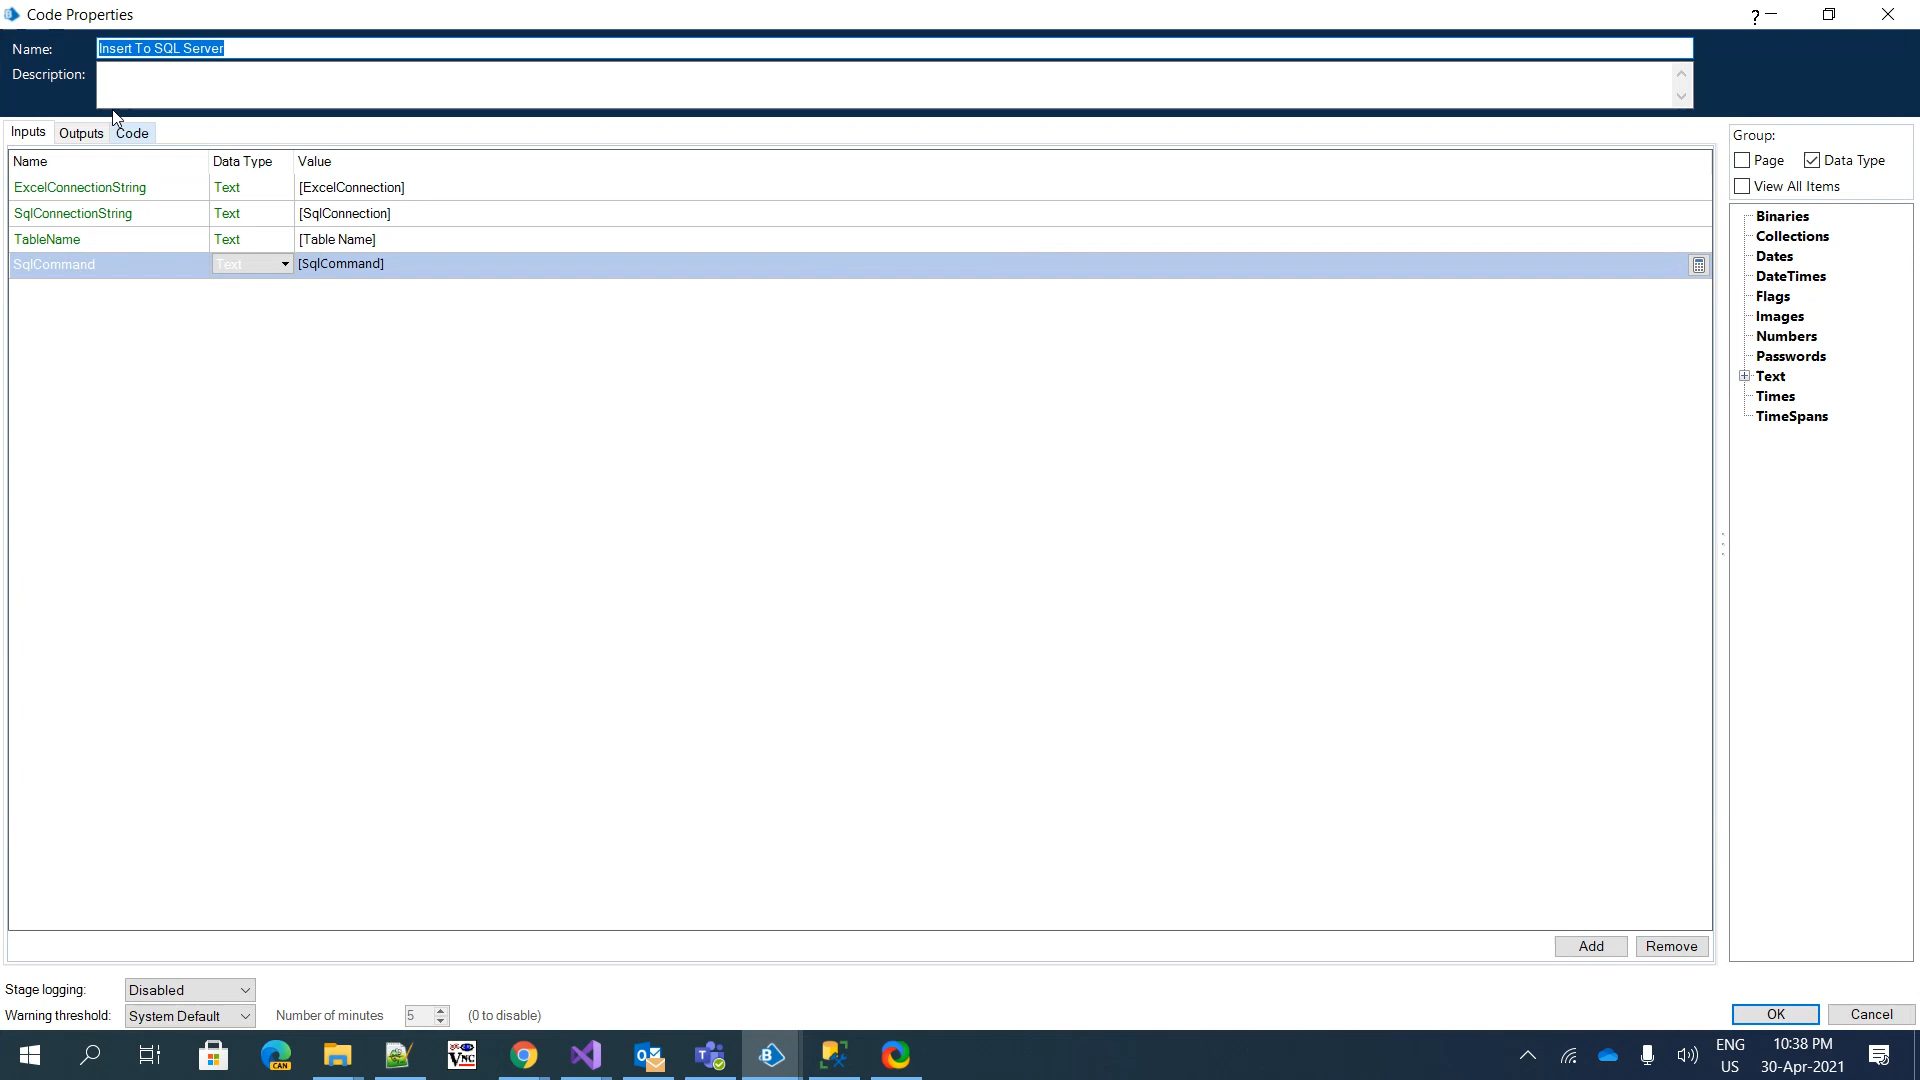 Code Properties
?
Name: Insert To SQL Server
Description:
Inputs Outputs Code
Name Data Type Value
ExcelConnectionString Text [ExcelConnection]
SqlConnectionString Text [SqlConnection]
TableName Text [Table Name]
SqlCommand Text [SqlCommand]
Add Remove
Group:
Page Data Type
View All Items
Binaries
Collections
Dates
DateTimes
Flags
Images
Numbers
Passwords
Text
Times
TimeSpans
Stage logging: Disabled
Warning threshold: System Default Number of minutes 5 (0 to disable)
OK Cancel
CAN
VNC
B
ENG
US
10:38 PM
30-Apr-2021